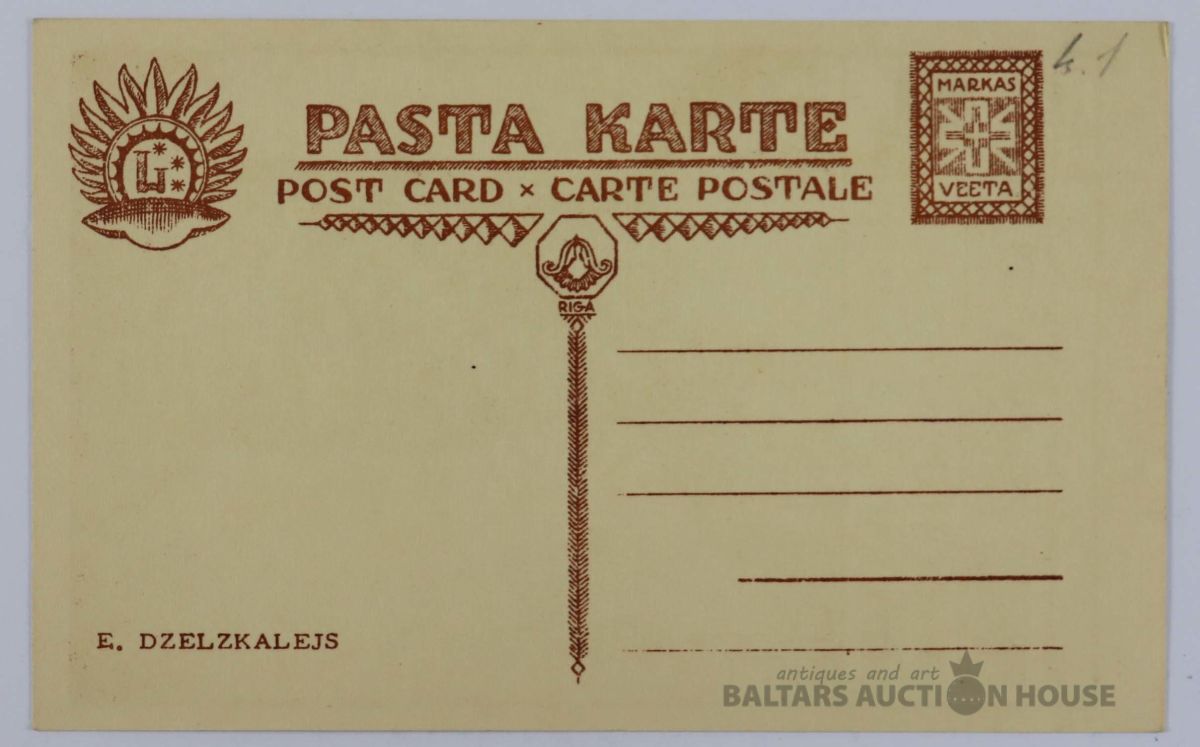 PASTA KARTE
POST CARD × CARTE POSTALE
MARKAS
VEETA
RIGA
E. DZELZKALEJS
antiques and art
BALTARS AUCTION HOUSE